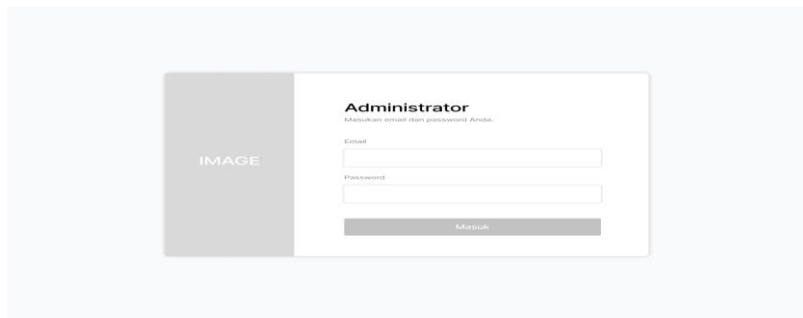 IMAGE
Administrator
Masukan email dan password Anda.
Email
Password
Masuk